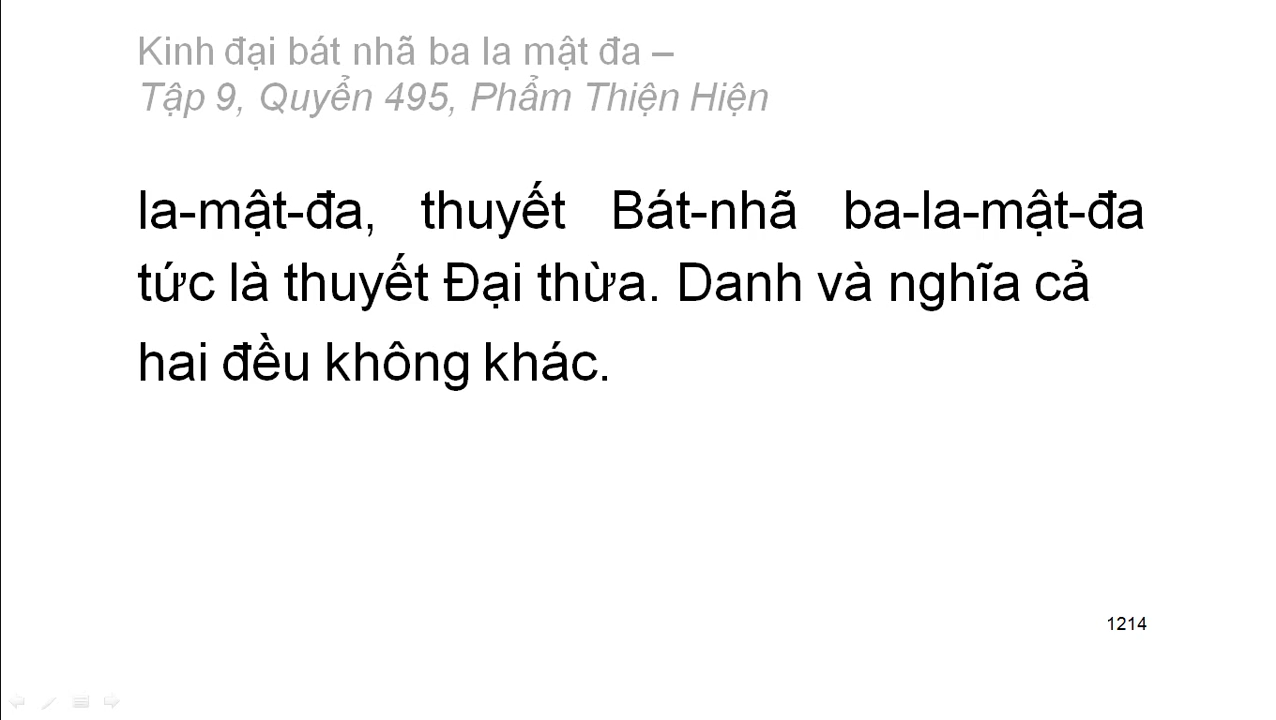 Kinh đại bát nhã ba la mật đa –
Tập 9, Quyển 495, Phẩm Thiện Hiện
la-mật-đa, thuyết Bát-nhã ba-la-mật-đa
tức là thuyết Đại thừa. Danh và nghĩa cả
hai đều không khác.
1214